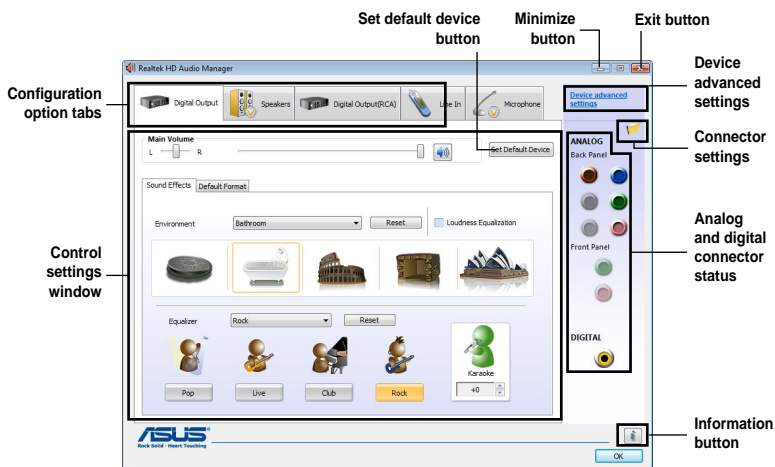 Set default device
button
Minimize
button
Exit button
Realtek HD Audio Manager
Configuration
option tabs
Digital Output
Speakers
Digital Output(RCA)
Line In
Microphone
Device advanced
settings
Device
advanced
settings
Main Volume
L
R
Set Default Device
Connector
settings
ANALOG
Back Panel
Sound Effects
Default Format
Environment
Bathroom
Reset
Loudness Equalization
Control
settings
window
Front Panel
Analog
and digital
connector
status
Equalizer
Rock
Reset
Karaoke
+0
Pop
Live
Club
Rock
DIGITAL
ASUS
Rock Solid · Heart Touching
Information
button
OK